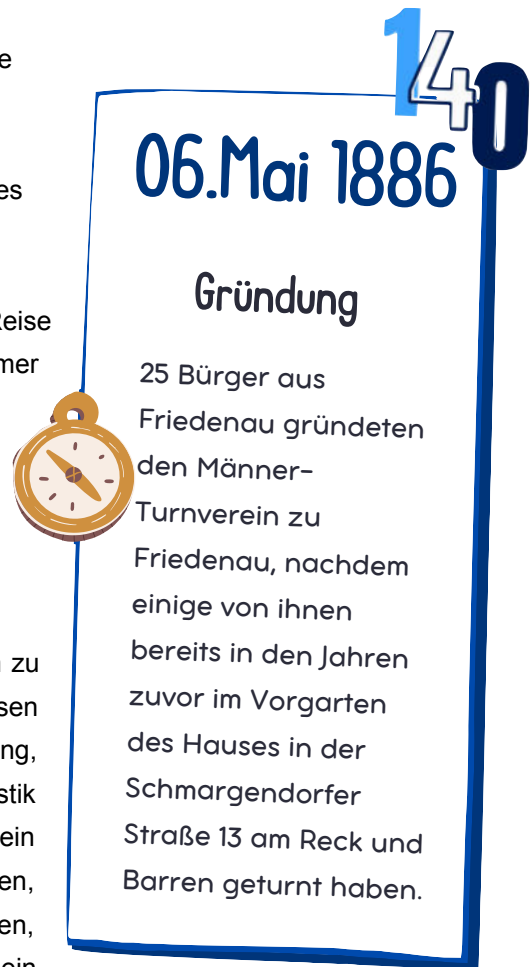 140
06.Mai 1886
Gründung
25 Bürger aus
Friedenau gründeten
den Männer-
Turnverein zu
Friedenau, nachdem
einige von ihnen
bereits in den Jahren
zuvor im Vorgarten
des Hauses in der
Schmargendorfer
Straße 13 am Reck und
Barren geturnt haben.
zu